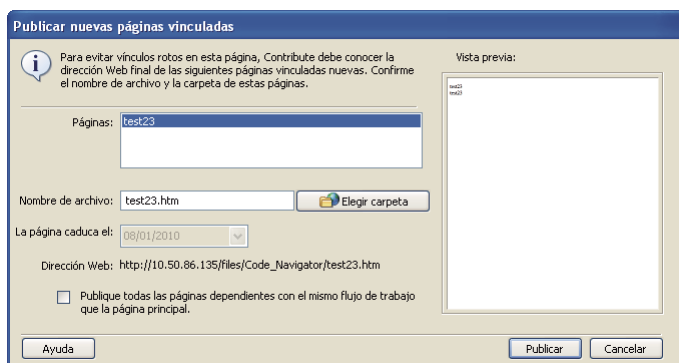 Publicar nuevas páginas vinculadas
Para evitar vínculos rotos en esta página, Contribute debe conocer la
dirección Web final de las siguientes páginas vinculadas nuevas. Confirme
el nombre de archivo y la carpeta de estas páginas.
Vista previa:
test23
test23
Páginas:
test23
Nombre de archivo:
test23.htm
Elegir carpeta
La página caduca el:
08/01/2010
Dirección Web: http://10.50.86.135/files/Code_Navigator/test23.htm
Publique todas las páginas dependientes con el mismo flujo de trabajo
que la página principal.
Ayuda
Publicar
Cancelar